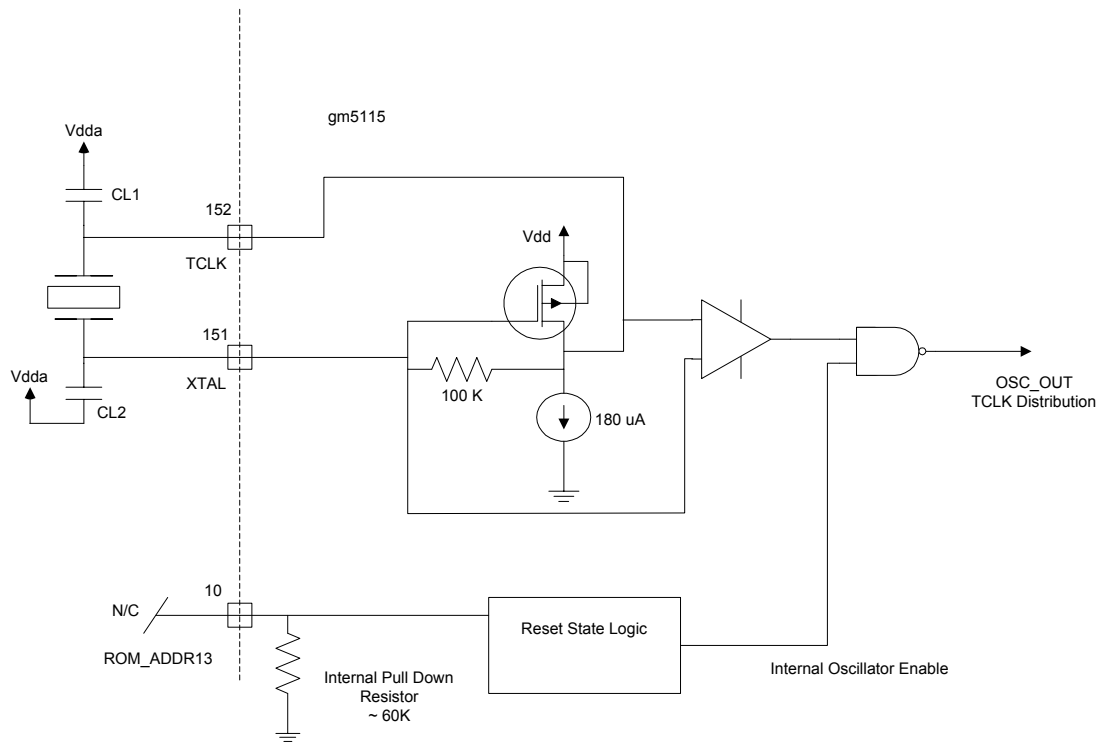 gm5115
Vdda
CL1
152
TCLK
Vdd
151
XTAL
Vdda
CL2
100 K
180 uA
OSC_OUT
TCLK Distribution
10
N/C
ROM_ADDR13
Reset State Logic
Internal Pull Down
Resistor
~ 60K
Internal Oscillator Enable